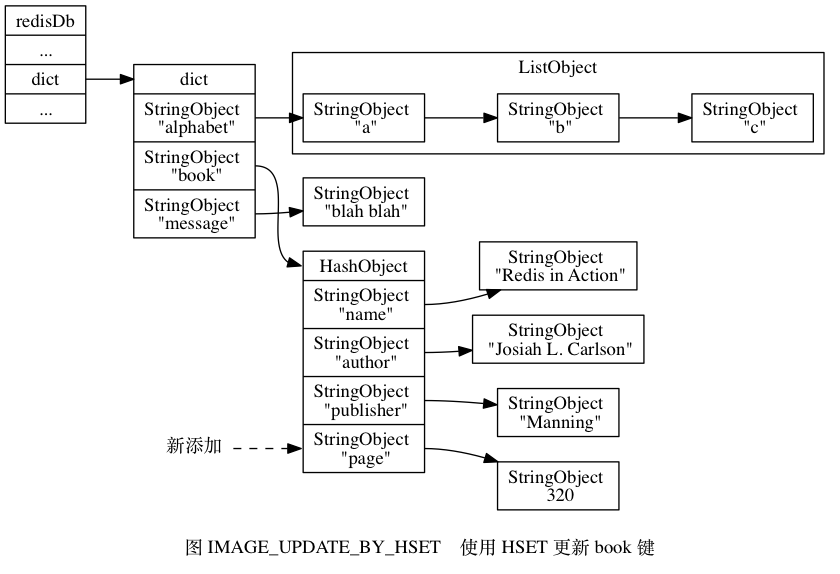 redisDb
...
dict
...
dict
StringObject
"alphabet"
StringObject
"book"
StringObject
"message"
ListObject
StringObject
"a"
StringObject
"b"
StringObject
"c"
StringObject
"blah blah"
HashObject
StringObject
"name"
StringObject
"author"
StringObject
"publisher"
StringObject
"page"
StringObject
"Redis in Action"
StringObject
"Josiah L. Carlson"
StringObject
"Manning"
StringObject
320
新添加
图 IMAGE_UPDATE_BY_HSET 使用 HSET 更新 book 键